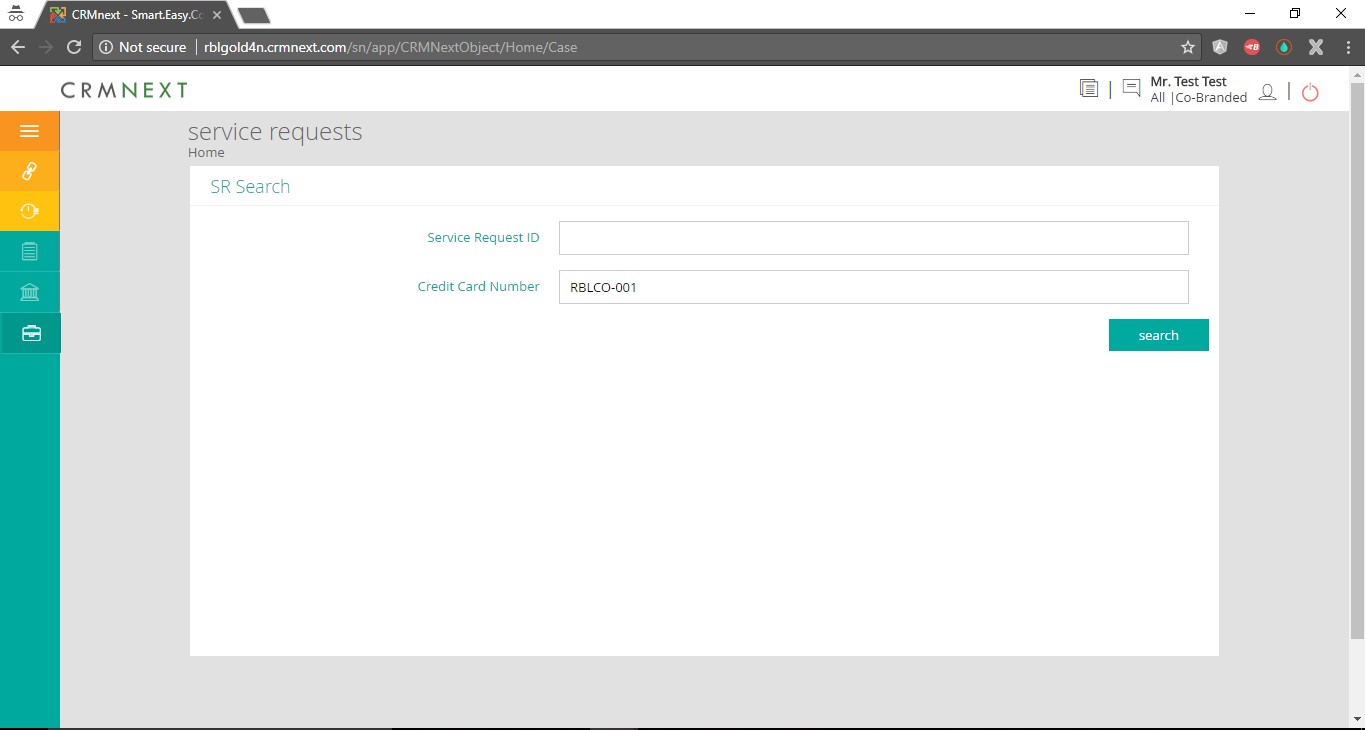 CRMnext - Smart.Easy.Co
Not secure | rblgold4n.crmnext.com/sn/app/CRMNextObject/Home/Case
CRMNEXT
Mr. Test Test
All |Co-Branded
service requests
Home
SR Search
Service Request ID
Credit Card Number RBLCO-001
search